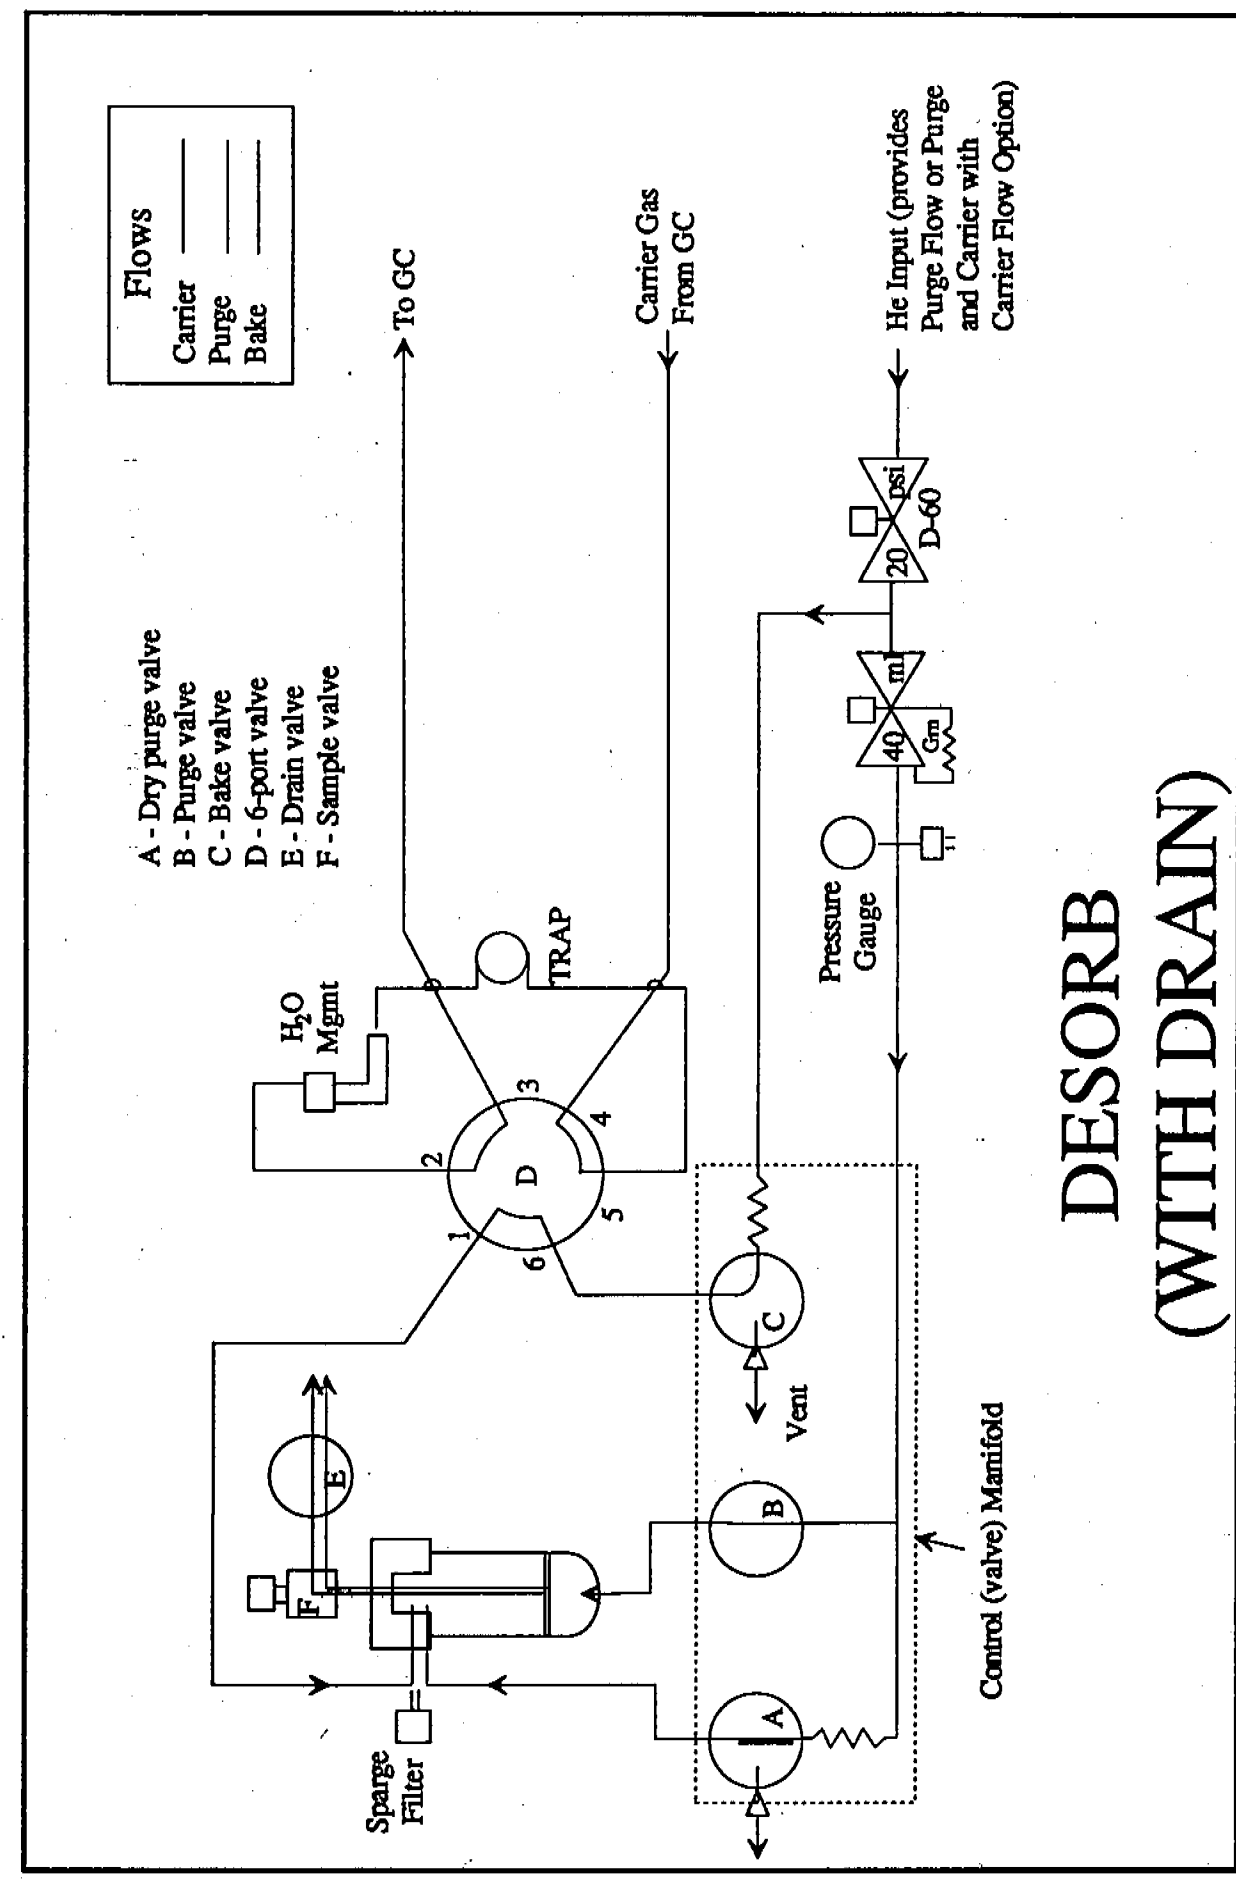 Flows
Carrier
Purge
Bake
A - Dry purge valve
B - Purge valve
C - Bake valve
D - 6-port valve
E - Drain valve
F - Sample valve
To GC
Carrier Gas
From GC
He Input (provides
Purge Flow or Purge
and Carrier with
Carrier Flow Option)
H₂O
Mgmt
TRAP
1
2
3
4
5
6
D
E
F
Sparge
Filter
A
B
C
Vent
20 psi
D-60
40 ml
Gm
Pressure
Gauge
Control (valve) Manifold
DESORB
(WITH DRAIN)